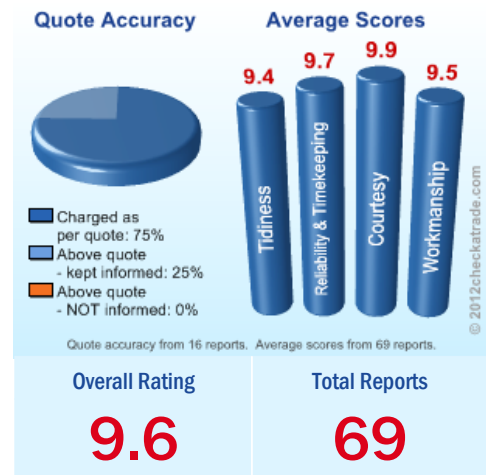 Quote Accuracy
Charged as
per quote: 75%
Above quote
- kept informed: 25%
Above quote
- NOT informed: 0%
Average Scores
9.4
9.7
9.9
9.5
Tidiness
Reliability & Timekeeping
Courtesy
Workmanship
© 2012checkatrade.com
Quote accuracy from 16 reports. Average scores from 69 reports.
Overall Rating
9.6
Total Reports
69